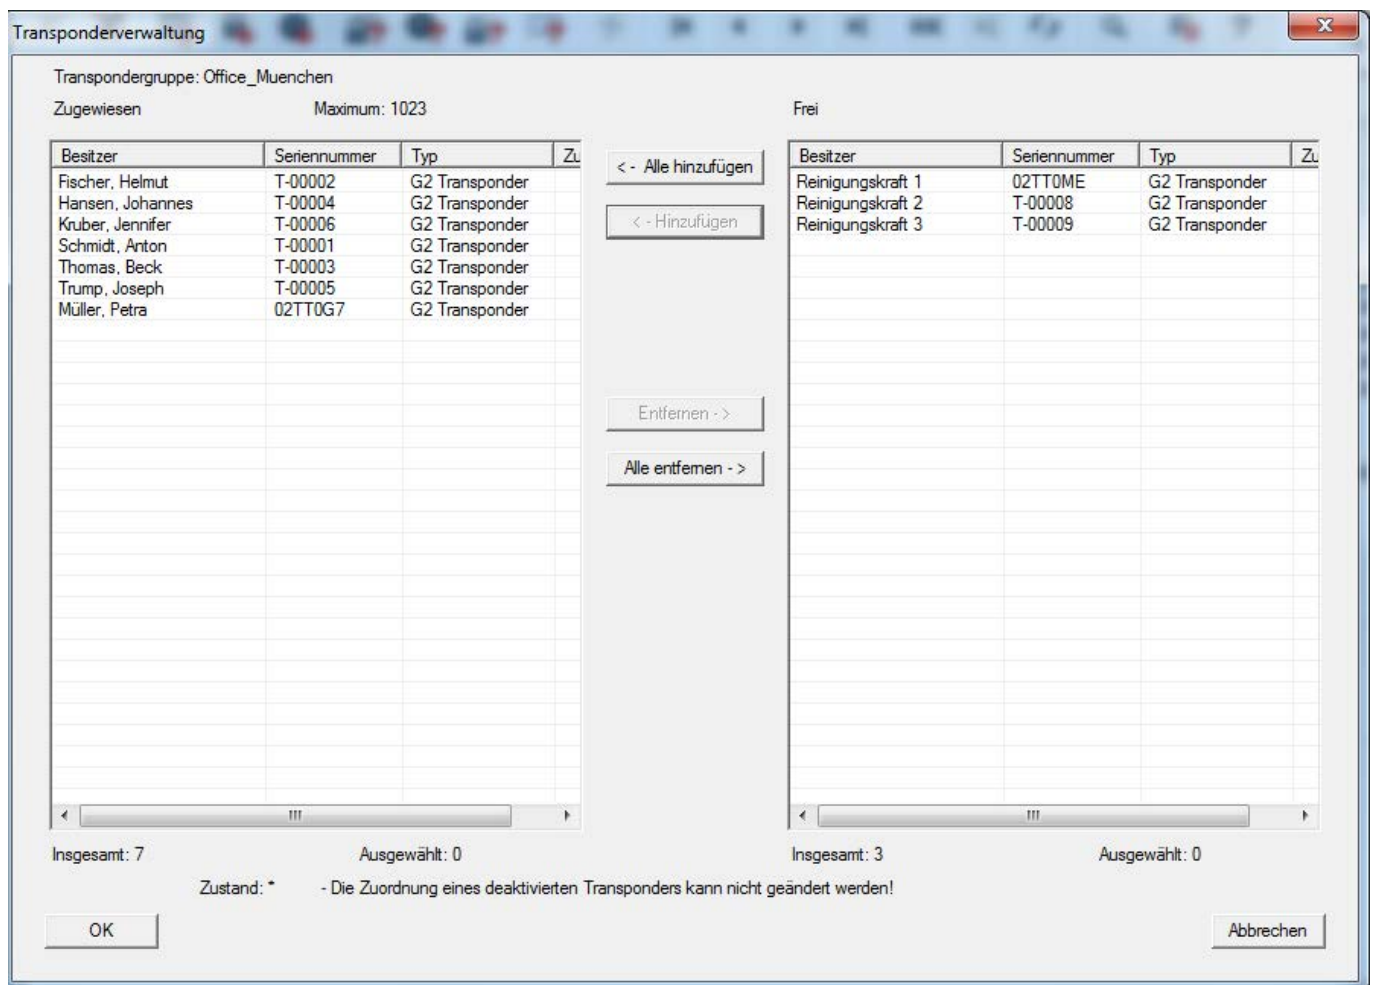 Transponderverwaltung
Transpondergruppe: Office_Muenchen
Zugewiesen Maximum: 1023 Frei
Besitzer Seriennummer Typ Zu
Fischer, Helmut T-00002 G2 Transponder
Hansen, Johannes T-00004 G2 Transponder
Kruber, Jennifer T-00006 G2 Transponder
Schmidt, Anton T-00001 G2 Transponder
Thomas, Beck T-00003 G2 Transponder
Trump, Joseph T-00005 G2 Transponder
Müller, Petra 02TT0G7 G2 Transponder
< - Alle hinzufügen
< - Hinzufügen
Entfernen - >
Alle entfernen - >
Besitzer Seriennummer Typ Zu
Reinigungskraft 1 02TT0ME G2 Transponder
Reinigungskraft 2 T-00008 G2 Transponder
Reinigungskraft 3 T-00009 G2 Transponder
Insgesamt: 7 Ausgewählt: 0 Insgesamt: 3 Ausgewählt: 0
Zustand: * - Die Zuordnung eines deaktivierten Transponders kann nicht geändert werden!
OK Abbrechen